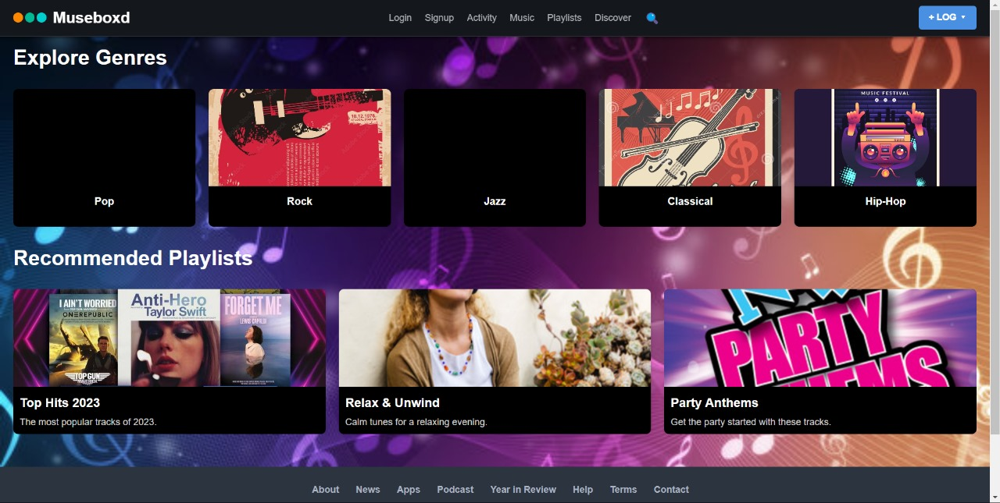 Museboxd
Login Signup Activity Music Playlists Discover
+ LOG
Explore Genres
10.12.1976.
MUSIC FESTIVAL
Pop
Rock
Jazz
Classical
Hip-Hop
Recommended Playlists
I AIN'T WORRIED
ONEREPUBLIC
TOPGUN
MAVERICK
Anti-Hero
Taylor Swift
FORGET ME
LEWIS CAPALDI
PARTY
Top Hits 2023
The most popular tracks of 2023.
Relax & Unwind
Calm tunes for a relaxing evening.
Party Anthems
Get the party started with these tracks.
About News Apps Podcast Year in Review Help Terms Contact